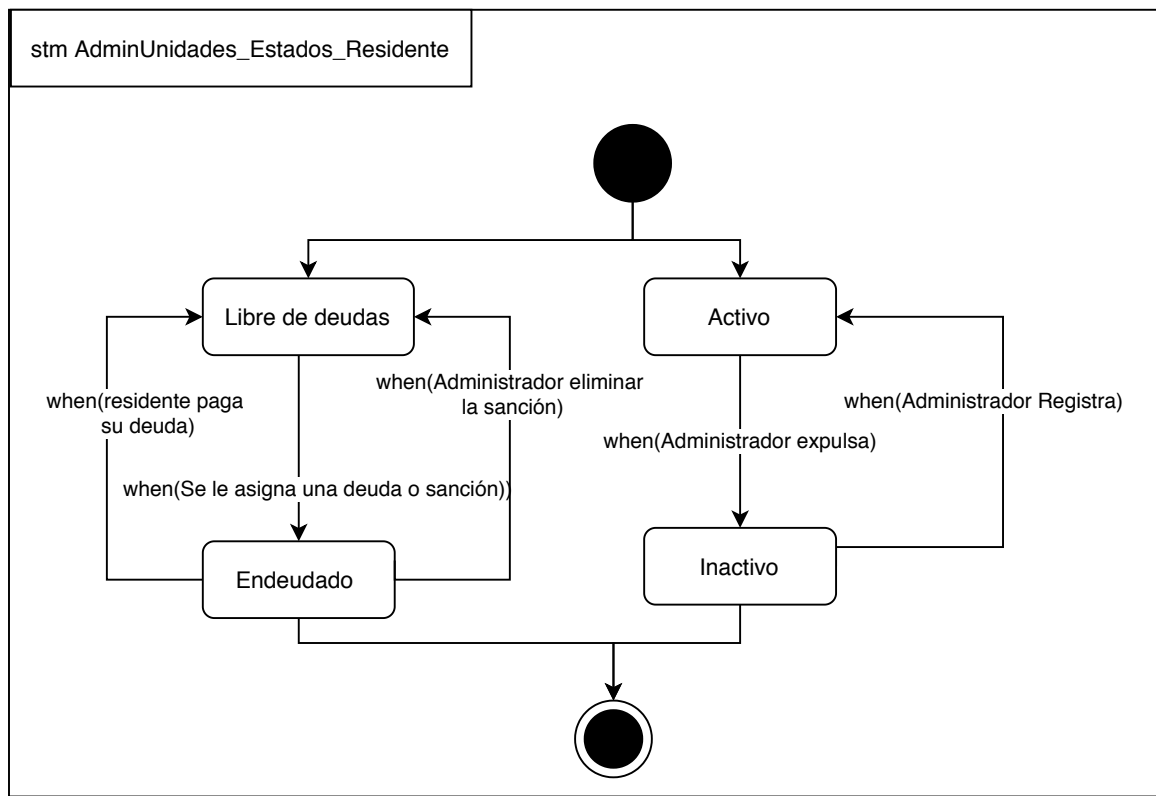 stm AdminUnidades_Estados_Residente
Libre de deudas
Activo
when(Administrador eliminar
la sanción)
when(residente paga
su deuda)
when(Administrador Registra)
when(Administrador expulsa)
when(Se le asigna una deuda o sanción))
Endeudado
Inactivo